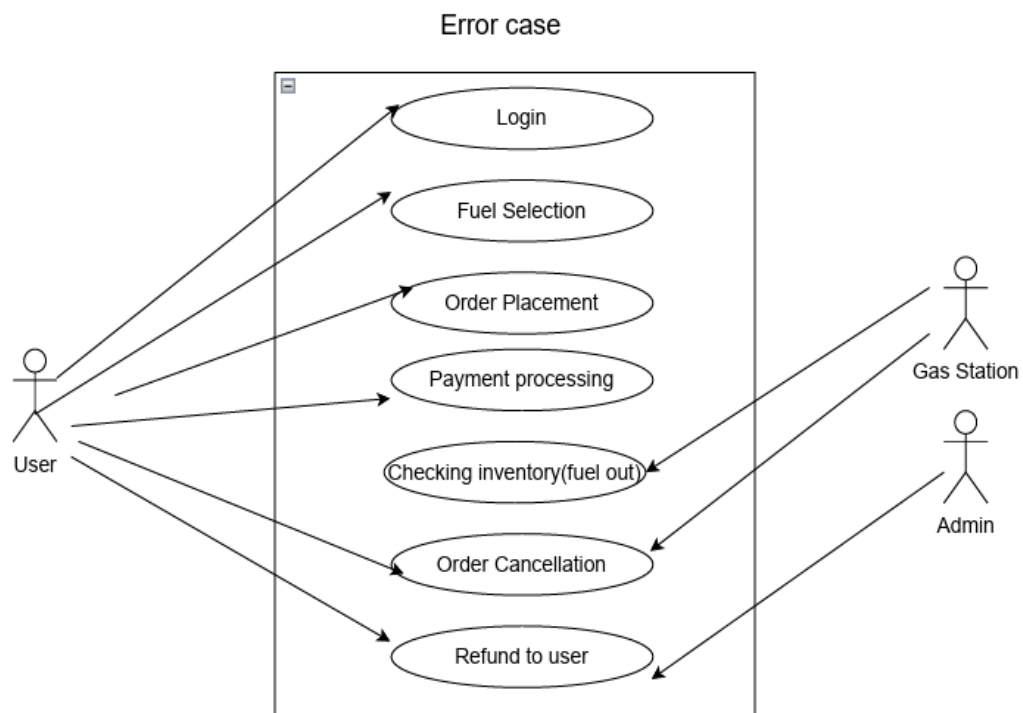 Error case
Login
Fuel Selection
Order Placement
Payment processing
Checking inventory(fuel out)
Order Cancellation
Refund to user
User
Gas Station
Admin